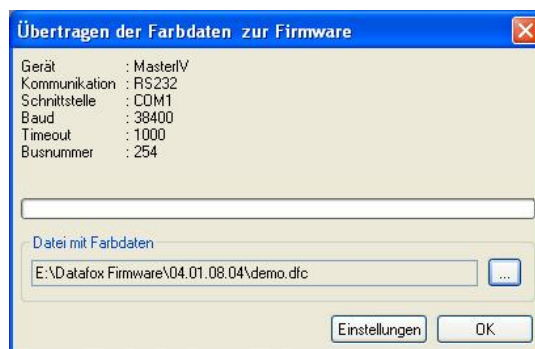 Übertragen der Farbdaten zur Firmware
Gerät : MasterIV
Kommunikation : RS232
Schnittstelle : COM1
Baud : 38400
Timeout : 1000
Busnummer : 254
Datei mit Farbdaten
E:\Datafox Firmware\04.01.08.04\demo.dfc
...
Einstellungen OK